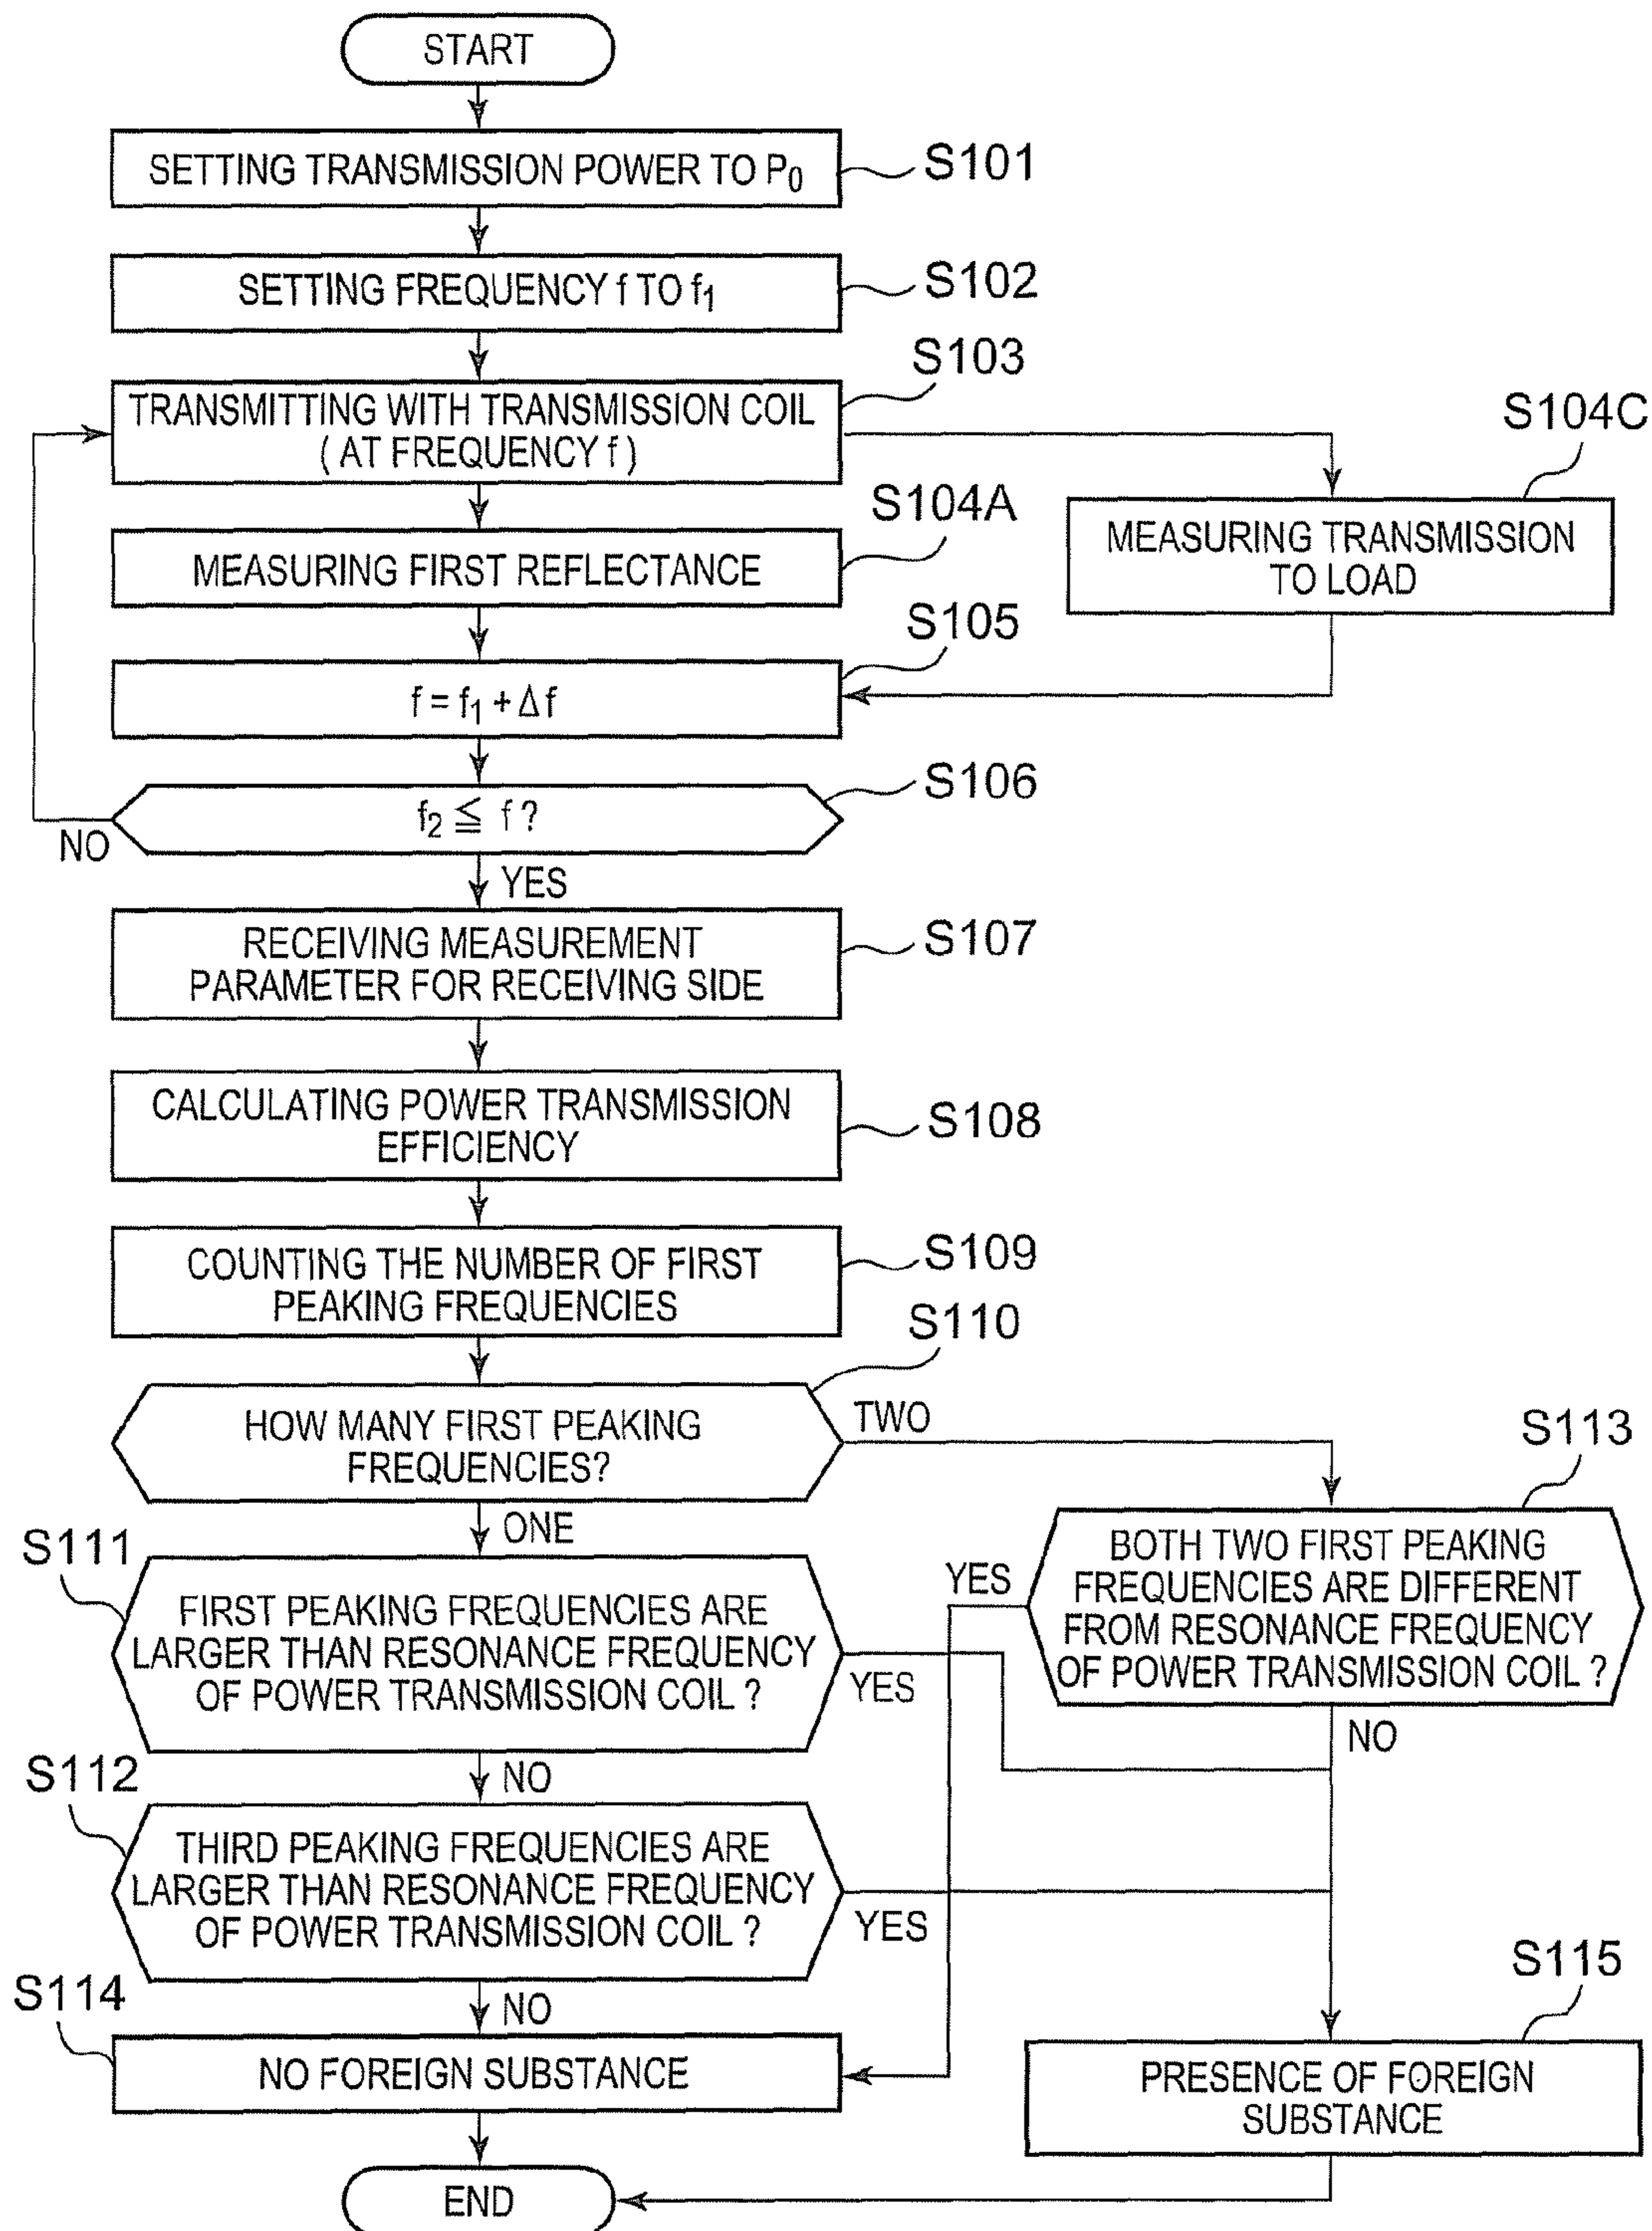 START
SETTING TRANSMISSION POWER TO P₀
S101
SETTING FREQUENCY f TO f₁
S102
S103
TRANSMITTING WITH TRANSMISSION COIL
( AT FREQUENCY f )
S104C
S104A
MEASURING FIRST REFLECTANCE
MEASURING TRANSMISSION
TO LOAD
S105
f = f₁ + Δf
S106
f₂ ≦ f ?
NO
YES
RECEIVING MEASUREMENT
PARAMETER FOR RECEIVING SIDE
S107
CALCULATING POWER TRANSMISSION
EFFICIENCY
S108
COUNTING THE NUMBER OF FIRST
PEAKING FREQUENCIES
S109
S110
HOW MANY FIRST PEAKING
FREQUENCIES?
TWO
ONE
S113
BOTH TWO FIRST PEAKING
FREQUENCIES ARE DIFFERENT
FROM RESONANCE FREQUENCY
OF POWER TRANSMISSION COIL ?
YES
NO
S111
FIRST PEAKING FREQUENCIES ARE
LARGER THAN RESONANCE FREQUENCY
OF POWER TRANSMISSION COIL ?
YES
NO
S112
THIRD PEAKING FREQUENCIES ARE
LARGER THAN RESONANCE FREQUENCY
OF POWER TRANSMISSION COIL ?
YES
NO
S114
NO FOREIGN SUBSTANCE
S115
PRESENCE OF FOREIGN
SUBSTANCE
END